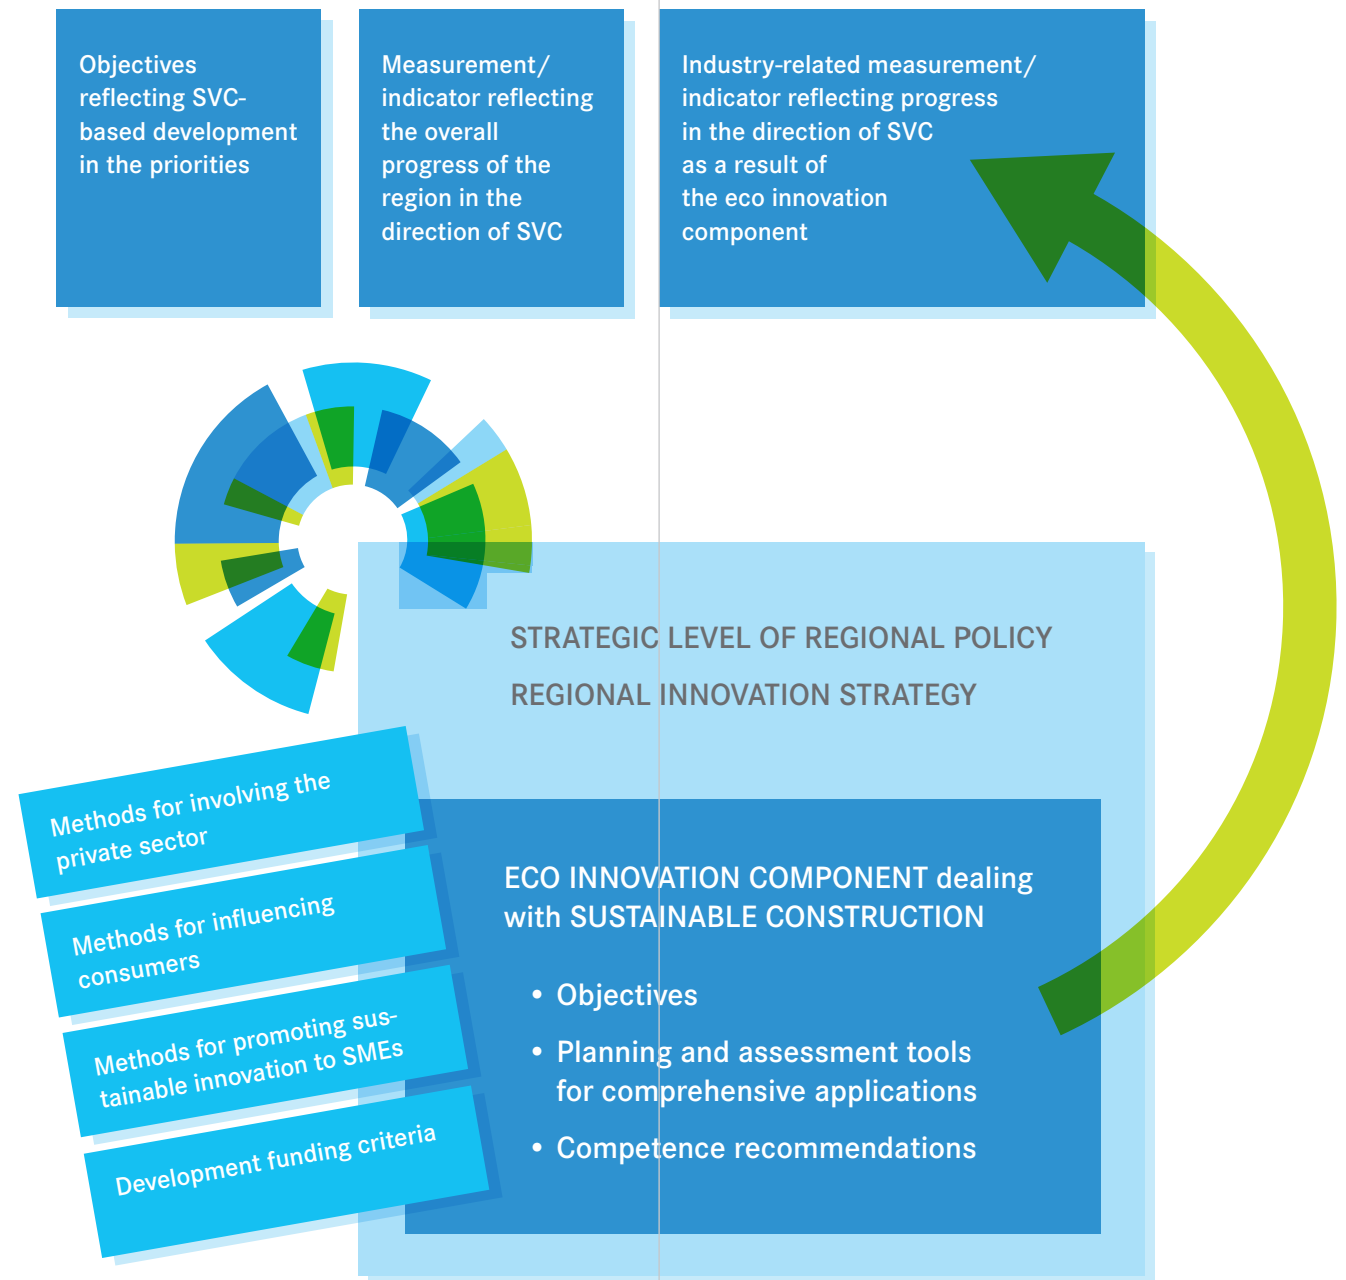 Objectives
reflecting SVC-
based development
in the priorities
Measurement/
indicator reflecting
the overall
progress of the
region in the
direction of SVC
Industry-related measurement/
indicator reflecting progress
in the direction of SVC
as a result of
the eco innovation
component
STRATEGIC LEVEL OF REGIONAL POLICY
REGIONAL INNOVATION STRATEGY
Methods for involving the
private sector
Methods for influencing
consumers
Methods for promoting sus-
tainable innovation to SMEs
Development funding criteria
ECO INNOVATION COMPONENT dealing
with SUSTAINABLE CONSTRUCTION
• Objectives
• Planning and assessment tools
for comprehensive applications
• Competence recommendations